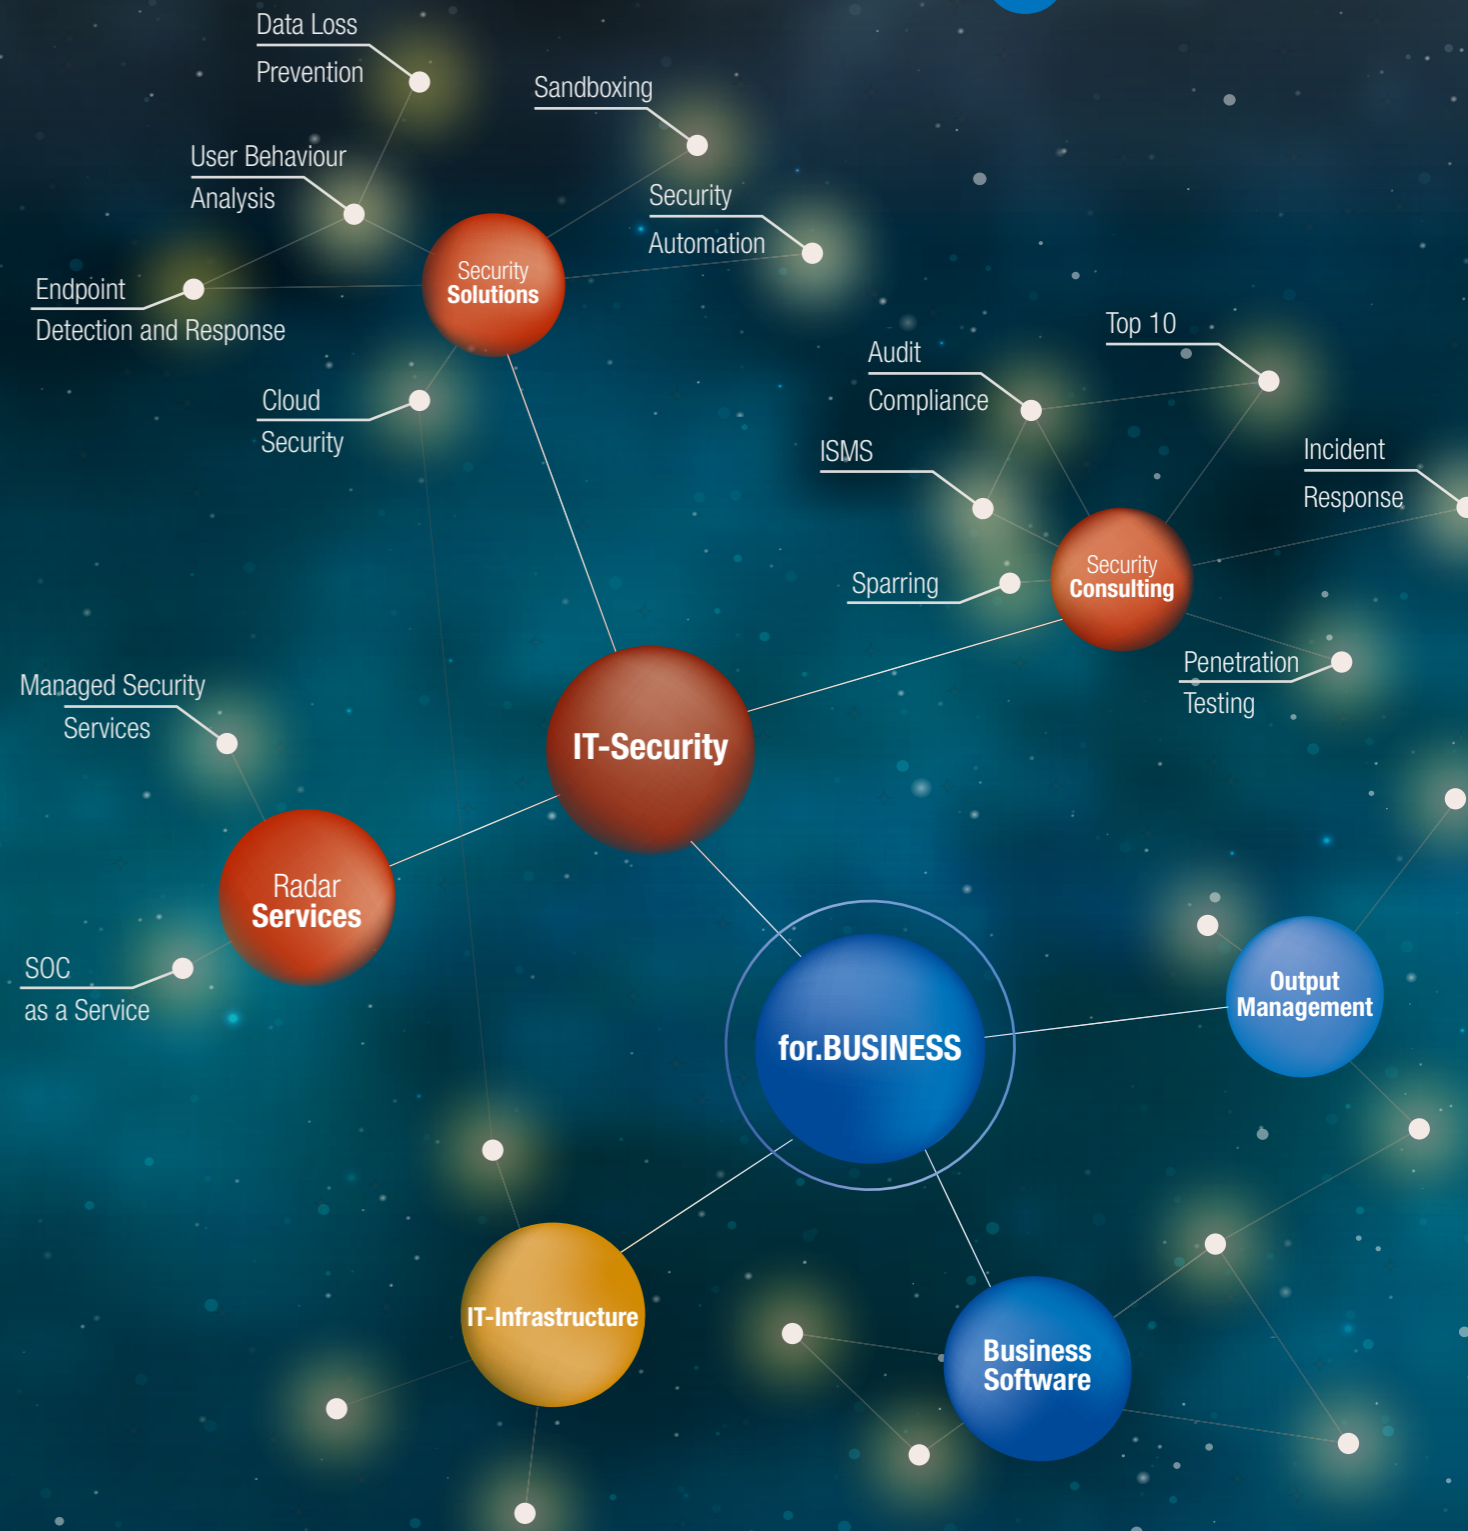 Data Loss
Prevention
Sandboxing
User Behaviour
Analysis
Security
Automation
Security
Solutions
Endpoint
Detection and Response
Cloud
Security
Top 10
Audit
Compliance
ISMS
Incident
Response
Sparring
Security
Consulting
Penetration
Testing
Managed Security
Services
IT-Security
Radar
Services
SOC
as a Service
Output
Management
for.BUSINESS
IT-Infrastructure
Business
Software